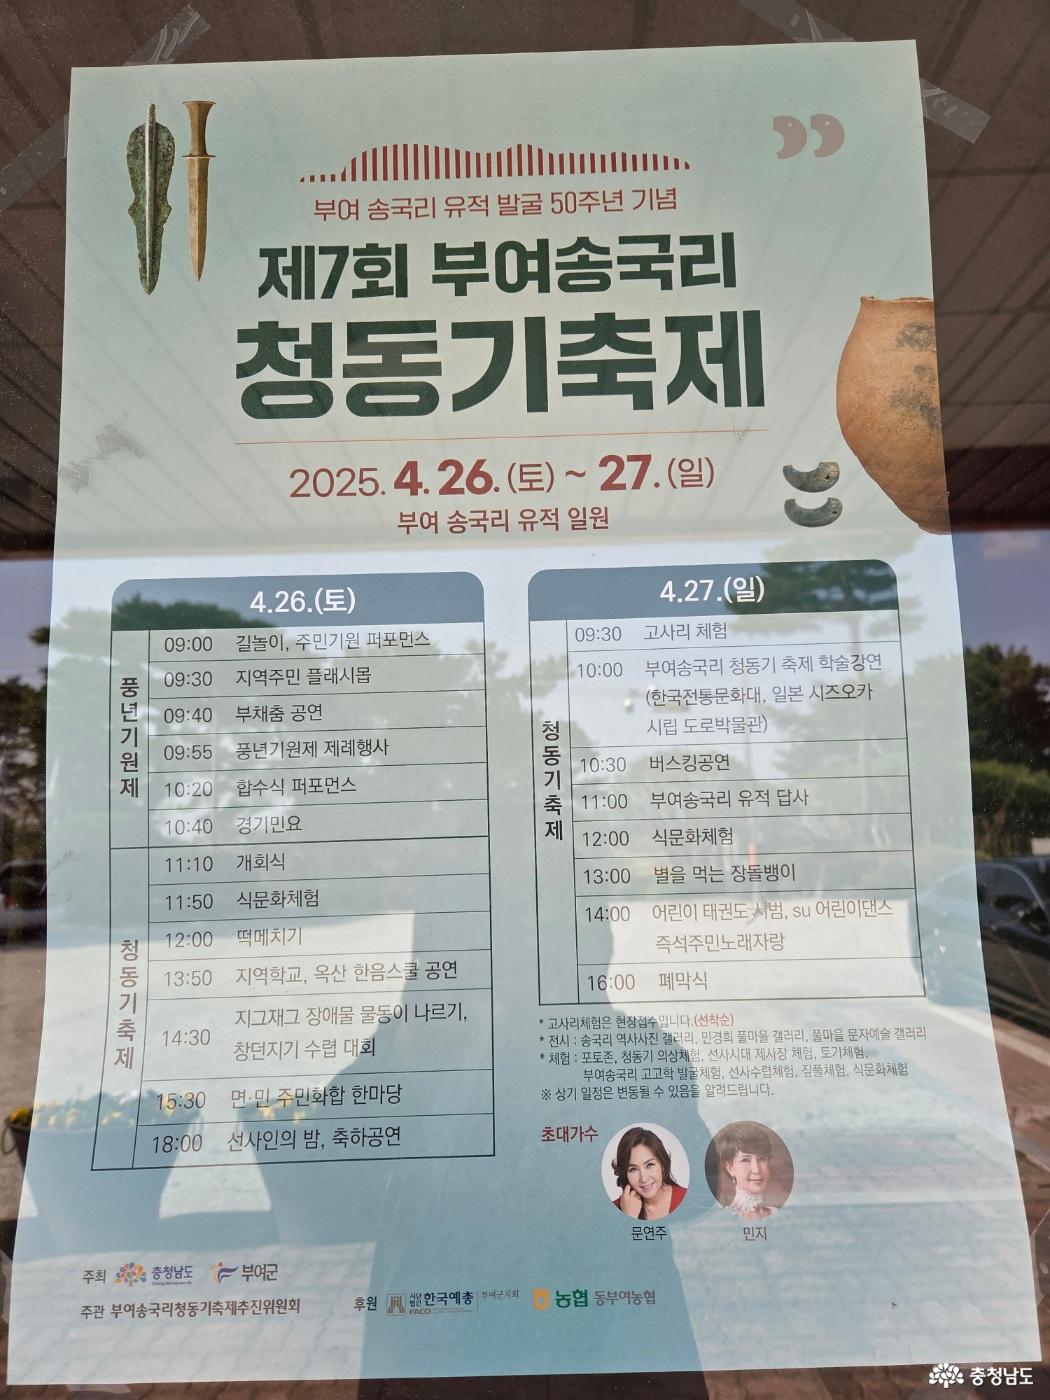 부여 송국리 유적 발굴 50주년 기념
제7회 부여송국리
청동기축제
2025. 4. 26. (토) ~ 27. (일)
부여 송국리 유적 일원
4.26.(토)
풍년기원제
09:00 길놀이, 주민기원 퍼포먼스
09:30 지역주민 플래시몹
09:40 부채춤 공연
09:55 풍년기원제 제례행사
10:20 합수식 퍼포먼스
10:40 경기민요
청동기축제
11:10 개회식
11:50 식문화체험
12:00 떡메치기
13:50 지역학교, 옥산 한음스쿨 공연
14:30 지그재그 장애물 물동이 나르기,
창던지기 수렵 대회
15:30 면·민 주민화합 한마당
18:00 선사인의 밤, 축하공연
4.27.(일)
청동기축제
09:30 고사리 체험
10:00 부여송국리 청동기 축제 학술강연
(한국전통문화대, 일본 시즈오카
시립 도로박물관)
10:30 버스킹공연
11:00 부여송국리 유적 답사
12:00 식문화체험
13:00 별을 먹는 장돌뱅이
14:00 어린이 태권도 시범, su 어린이댄스
즉석주민노래자랑
16:00 폐막식
* 고사리체험은 현장접수입니다.(선착순)
* 전시 : 송국리 역사사진 갤러리, 민경희 풀마을 갤러리, 풀마을 문자예술 갤러리
* 체험 : 포토존, 청동기 의상체험, 선사시대 제사장 체험, 토기체험,
부여송국리 고고학 발굴체험, 선사수렵체험, 짚풀체험, 식문화체험
※ 상기 일정은 변동될 수 있음을 알려드립니다.
초대가수
문연주 민지
주최 충청남도 부여군
주관 부여송국리청동기축제추진위원회
후원 사단법인 한국예총 부여군지회 FACO 농협 동부여농협
충청남도